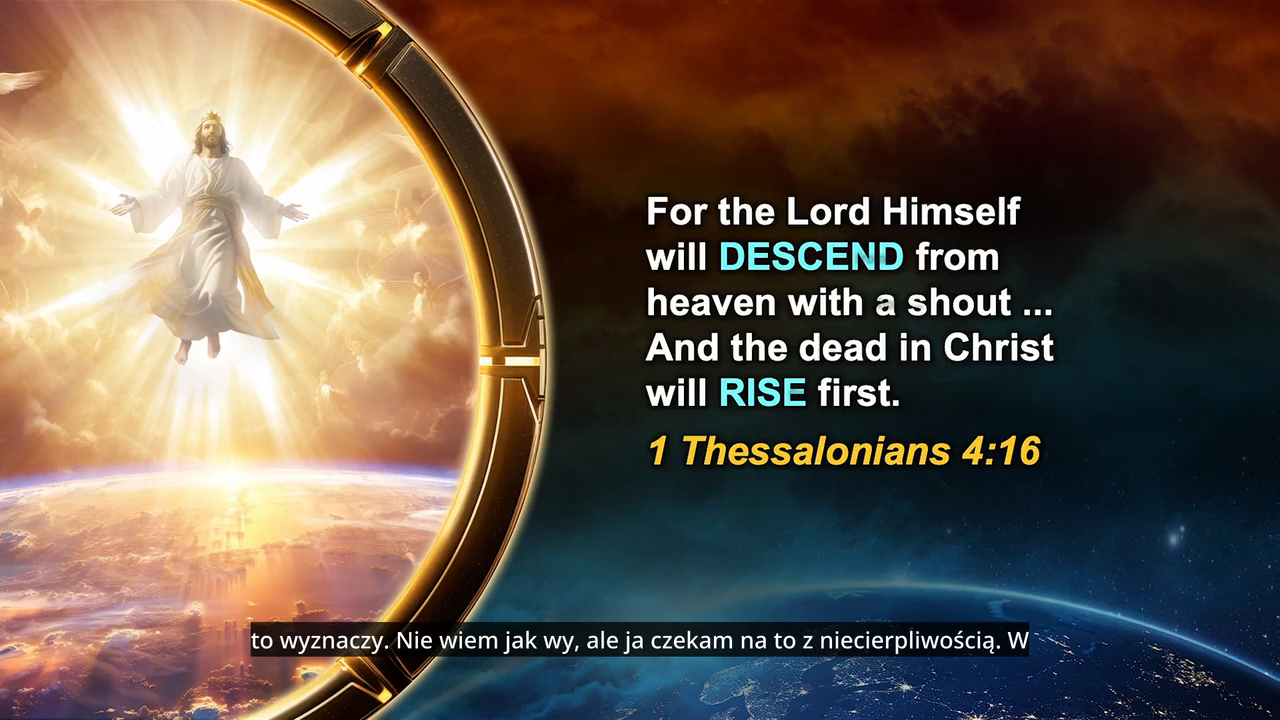 For the Lord Himself
will DESCEND from
heaven with a shout ...
And the dead in Christ
will RISE first.
1 Thessalonians 4:16
to wyznaczy. Nie wiem jak wy, ale ja czekam na to z niecierpliwością. W